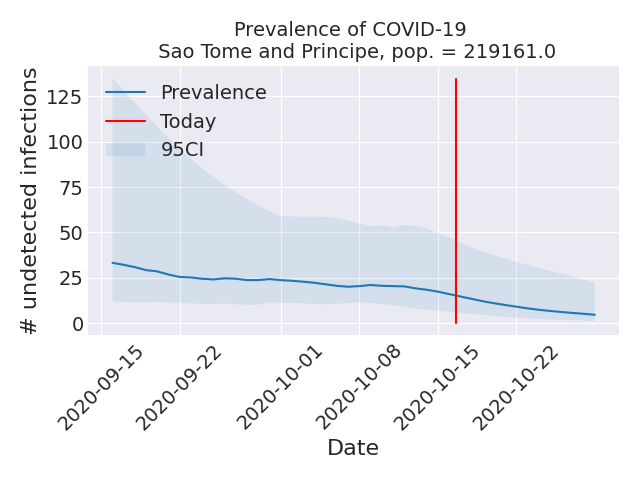 Prevalence of COVID-19
Sao Tome and Principe, pop. = 219161.0
# undetected infections
125
100
75
50
25
0
Prevalence
Today
95CI
2020-09-15
2020-09-22
2020-10-01
2020-10-08
2020-10-15
2020-10-22
Date